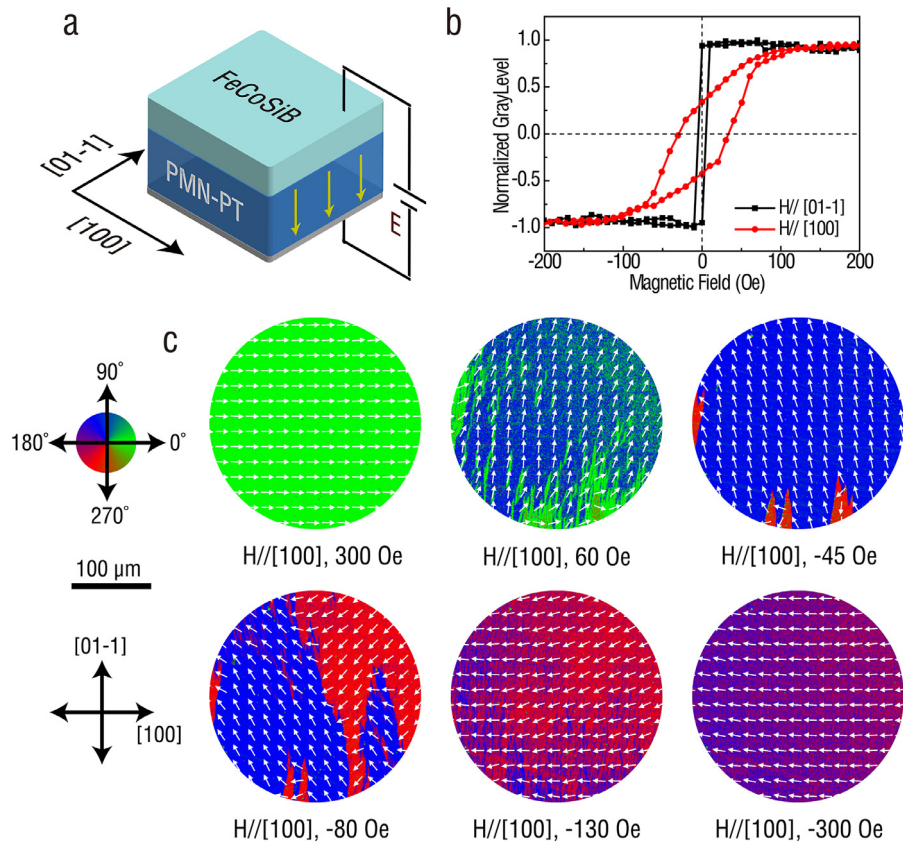 a
FeCoSiB
PMN-PT
[01-1]
[100]
E
b
Normalized GrayLevel
1.0
0.5
0.0
-0.5
-1.0
H// [01-1]
H// [100]
-200 -100 0 100 200
Magnetic Field (Oe)
c
90°
180° 0°
270°
100 μm
[01-1]
[100]
H//[100], 300 Oe
H//[100], 60 Oe
H//[100], -45 Oe
H//[100], -80 Oe
H//[100], -130 Oe
H//[100], -300 Oe